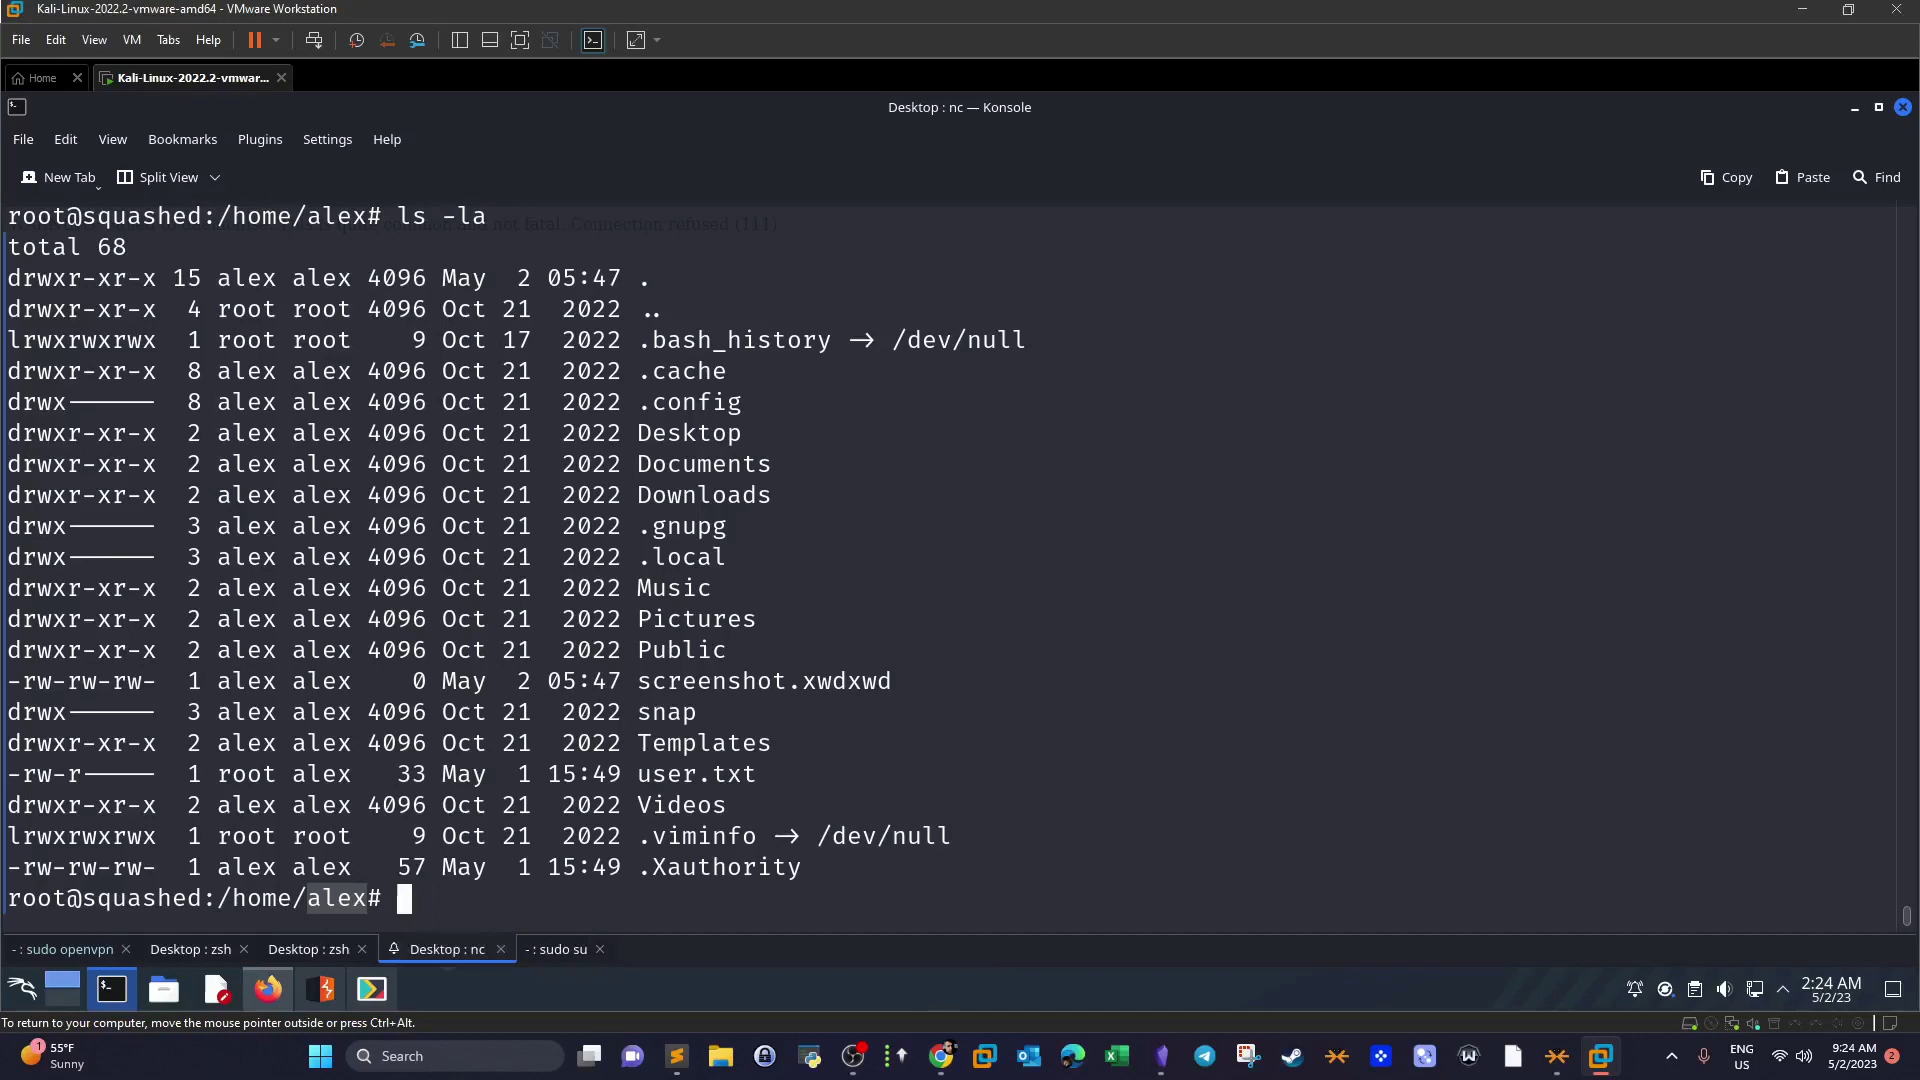 Kali-Linux-2022.2-vmware-amd64 - VMware Workstation
File Edit View VM Tabs Help
Home Kali-Linux-2022.2-vmwar...
Desktop : nc — Konsole
File Edit View Bookmarks Plugins Settings Help
New Tab Split View Copy Paste Find
root@squashed:/home/alex# ls -la
total 68
drwxr-xr-x 15 alex alex 4096 May  2 05:47 .
drwxr-xr-x  4 root root 4096 Oct 21  2022 ..
lrwxrwxrwx  1 root root    9 Oct 17  2022 .bash_history -> /dev/null
drwxr-xr-x  8 alex alex 4096 Oct 21  2022 .cache
drwx------  8 alex alex 4096 Oct 21  2022 .config
drwxr-xr-x  2 alex alex 4096 Oct 21  2022 Desktop
drwxr-xr-x  2 alex alex 4096 Oct 21  2022 Documents
drwxr-xr-x  2 alex alex 4096 Oct 21  2022 Downloads
drwx------  3 alex alex 4096 Oct 21  2022 .gnupg
drwx------  3 alex alex 4096 Oct 21  2022 .local
drwxr-xr-x  2 alex alex 4096 Oct 21  2022 Music
drwxr-xr-x  2 alex alex 4096 Oct 21  2022 Pictures
drwxr-xr-x  2 alex alex 4096 Oct 21  2022 Public
-rw-rw-rw-  1 alex alex    0 May  2 05:47 screenshot.xwdxwd
drwx------  3 alex alex 4096 Oct 21  2022 snap
drwxr-xr-x  2 alex alex 4096 Oct 21  2022 Templates
-rw-r-----  1 root alex   33 May  1 15:49 user.txt
drwxr-xr-x  2 alex alex 4096 Oct 21  2022 Videos
lrwxrwxrwx  1 root root    9 Oct 21  2022 .viminfo -> /dev/null
-rw-rw-rw-  1 alex alex   57 May  1 15:49 .Xauthority
root@squashed:/home/alex#
- : sudo openvpn Desktop : zsh Desktop : zsh Desktop : nc - : sudo su
2:24 AM
5/2/23
To return to your computer, move the mouse pointer outside or press Ctrl+Alt.
1 55°F
Sunny
Search
ENG
US
9:24 AM
5/2/2023
2